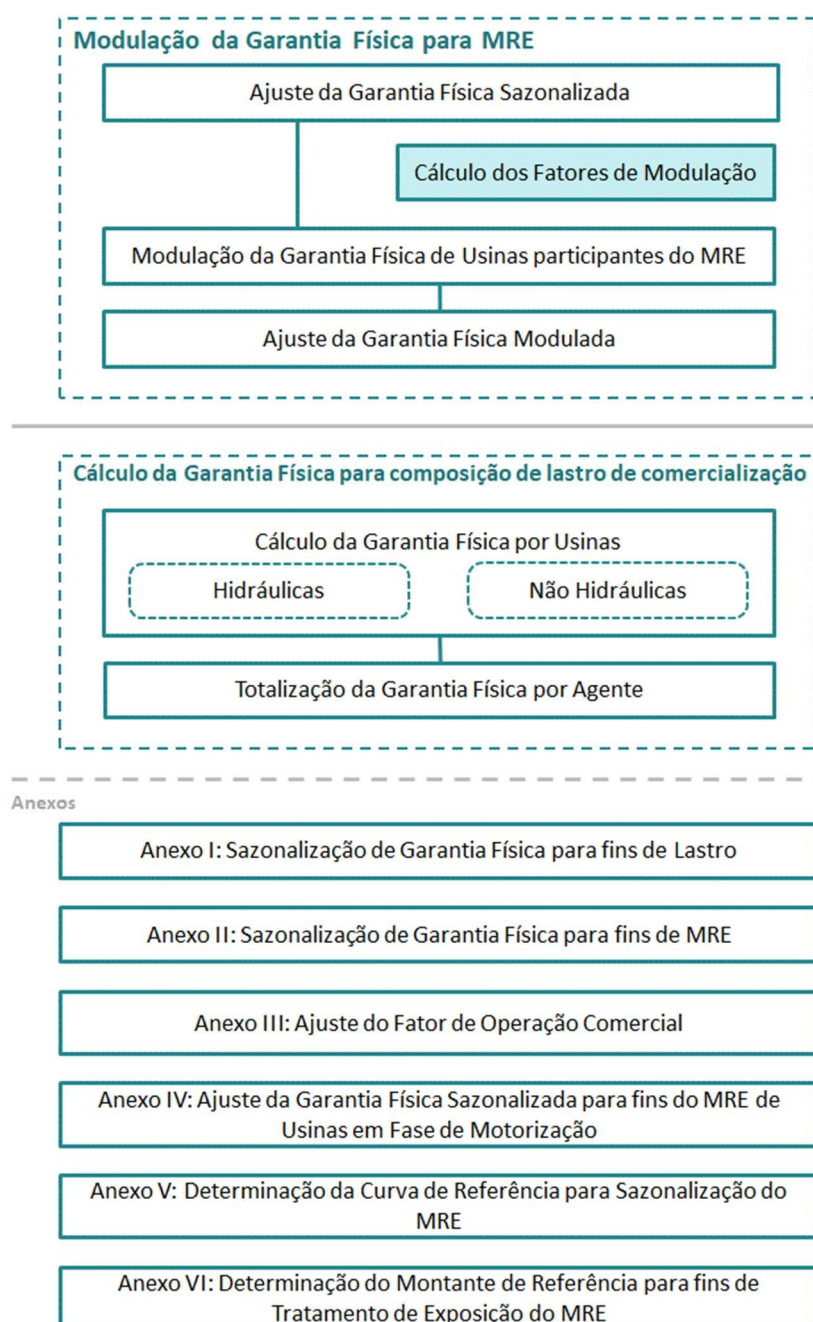 Modulação da Garantia Física para MRE
Ajuste da Garantia Física Sazonalizada
Cálculo dos Fatores de Modulação
Modulação da Garantia Física de Usinas participantes do MRE
Ajuste da Garantia Física Modulada
Cálculo da Garantia Física para composição de lastro de comercialização
Cálculo da Garantia Física por Usinas
Hidráulicas
Não Hidráulicas
Totalização da Garantia Física por Agente
Anexos
Anexo I: Sazonalização de Garantia Física para fins de Lastro
Anexo II: Sazonalização de Garantia Física para fins de MRE
Anexo III: Ajuste do Fator de Operação Comercial
Anexo IV: Ajuste da Garantia Física Sazonalizada para fins do MRE de
Usinas em Fase de Motorização
Anexo V: Determinação da Curva de Referência para Sazonalização do
MRE
Anexo VI: Determinação do Montante de Referência para fins de
Tratamento de Exposição do MRE